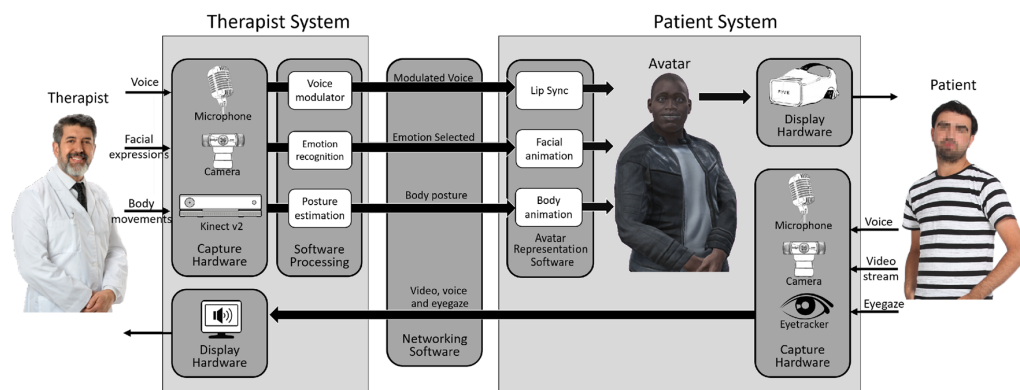 Therapist System
Patient System
Therapist
Voice
Facial
expressions
Body
movements
Microphone
Camera
Kinect v2
Capture
Hardware
Voice
modulator
Emotion
recognition
Posture
estimation
Software
Processing
Modulated Voice
Emotion Selected
Body posture
Video, voice
and eyegaze
Networking
Software
Lip Sync
Facial
animation
Body
animation
Avatar
Representation
Software
Avatar
Display
Hardware
Patient
Microphone
Camera
Eyetracker
Capture
Hardware
Voice
Video
stream
Eyegaze
Display
Hardware